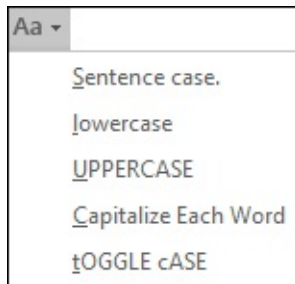 Aa
Sentence case.
lowercase
UPPERCASE
Capitalize Each Word
tOGGLE cASE